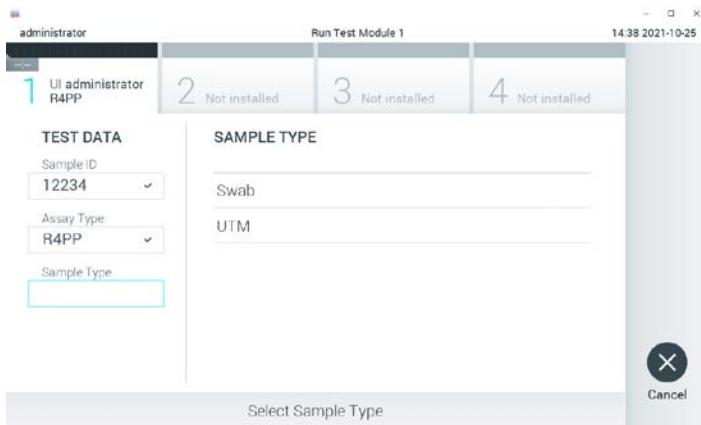 administrator Run Test Module 1 14:38 2021-10-25
1 UI administrator
R4PP
2 Not installed
3 Not installed
4 Not installed
TEST DATA
Sample ID
12234
Assay Type
R4PP
Sample Type
SAMPLE TYPE
Swab
UTM
Cancel
Select Sample Type